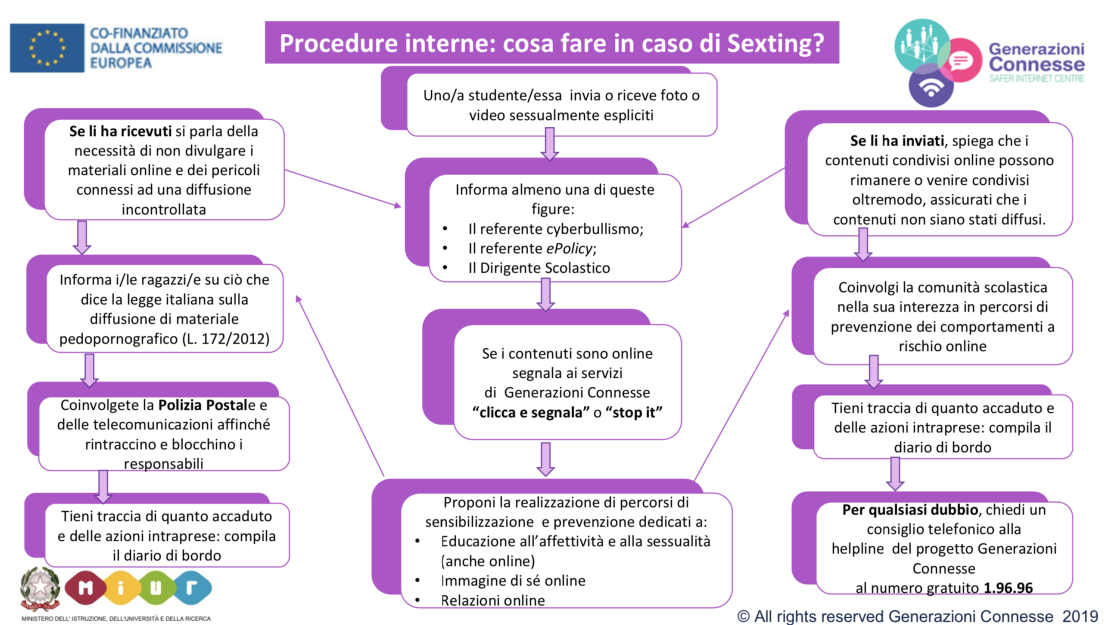 CO-FINANZIATO
DALLA COMMISSIONE
EUROPEA
Procedure interne: cosa fare in caso di Sexting?
Generazioni
Connesse
SAFER INTERNET CENTRE
Uno/a studente/essa invia o riceve foto o
video sessualmente espliciti
Se li ha ricevuti si parla della
necessità di non divulgare i
materiali online e dei pericoli
connessi ad una diffusione
incontrollata
Informa almeno una di queste
figure:
• Il referente cyberbullismo;
• Il referente ePolicy;
• Il Dirigente Scolastico
Se li ha inviati, spiega che i
contenuti condivisi online possono
rimanere o venire condivisi
oltremodo, assicurati che i
contenuti non siano stati diffusi.
Informa i/le ragazzi/e su ciò che
dice la legge italiana sulla
diffusione di materiale
pedopornografico (L. 172/2012)
Se i contenuti sono online
segnala ai servizi
di Generazioni Connesse
“clicca e segnala” o “stop it”
Coinvolgi la comunità scolastica
nella sua interezza in percorsi di
prevenzione dei comportamenti a
rischio online
Coinvolgete la Polizia Postale e
delle telecomunicazioni affinché
rintraccino e blocchino i
responsabili
Tieni traccia di quanto accaduto e
delle azioni intraprese: compila il
diario di bordo
Tieni traccia di quanto accaduto
e delle azioni intraprese: compila
il diario di bordo
Proponi la realizzazione di percorsi di
sensibilizzazione e prevenzione dedicati a:
• Educazione all’affettività e alla sessualità
(anche online)
• Immagine di sé online
• Relazioni online
Per qualsiasi dubbio, chiedi un
consiglio telefonico alla
helpline del progetto Generazioni
Connesse
al numero gratuito 1.96.96
miur
MINISTERO DELL' ISTRUZIONE, DELL'UNIVERSITÀ E DELLA RICERCA
© All rights reserved Generazioni Connesse 2019